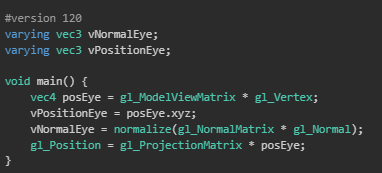 #version 120
varying vec3 vNormalEye;
varying vec3 vPositionEye;

void main() {
    vec4 posEye = gl_ModelViewMatrix * gl_Vertex;
    vPositionEye = posEye.xyz;
    vNormalEye = normalize(gl_NormalMatrix * gl_Normal);
    gl_Position = gl_ProjectionMatrix * posEye;
}